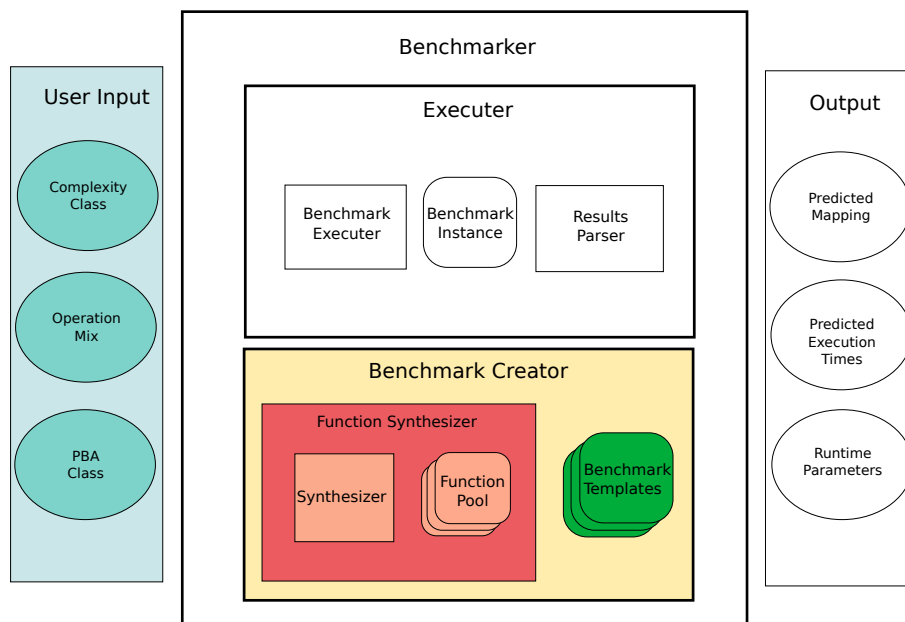 Benchmarker
User Input
Complexity
Class
Operation
Mix
PBA
Class
Executer
Benchmark
Executer
Benchmark
Instance
Results
Parser
Benchmark Creator
Function Synthesizer
Synthesizer
Function
Pool
Benchmark
Templates
Output
Predicted
Mapping
Predicted
Execution
Times
Runtime
Parameters